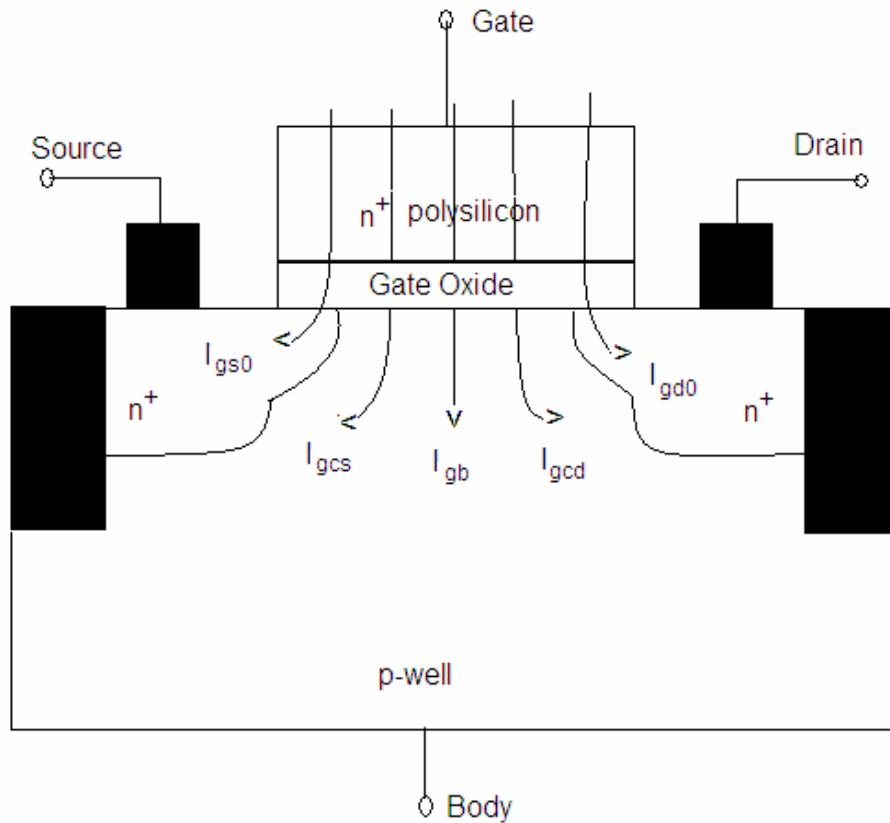 Gate
Source
Drain
n+ polysilicon
Gate Oxide
Igs0
Igd0
n+
n+
Igcs
Igb
Igcd
p-well
Body